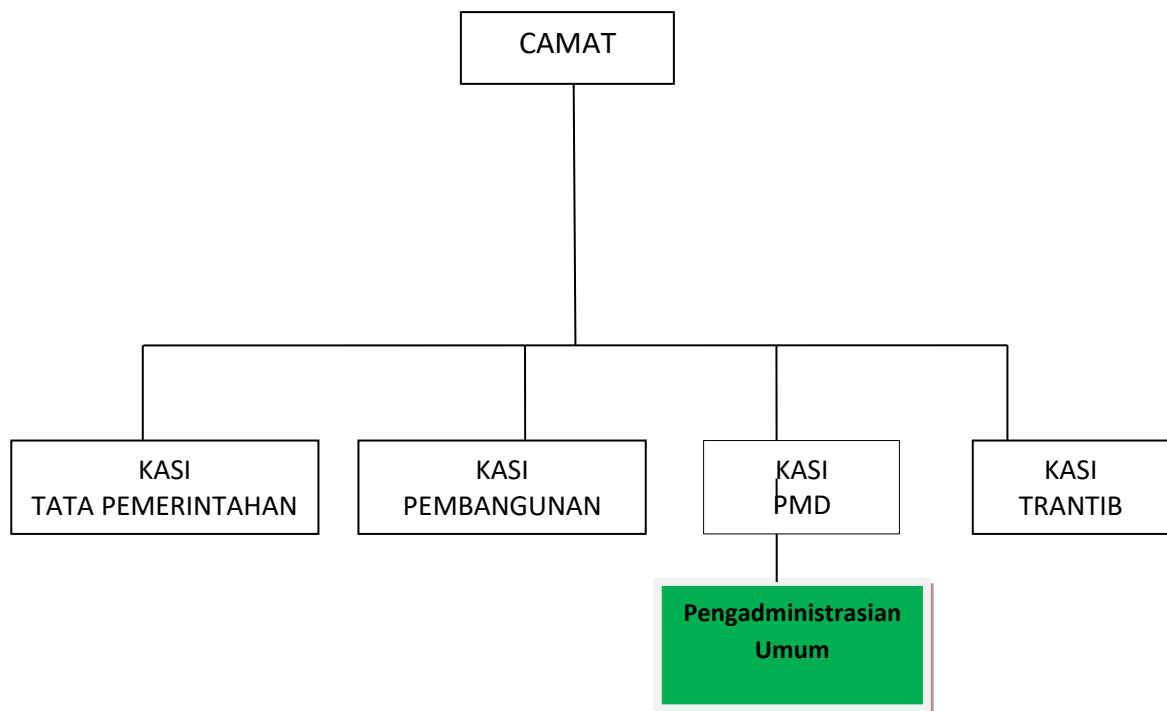 CAMAT
KASI
TATA PEMERINTAHAN
KASI
PEMBANGUNAN
KASI
PMD
KASI
TRANTIB
Pengadministrasian
Umum